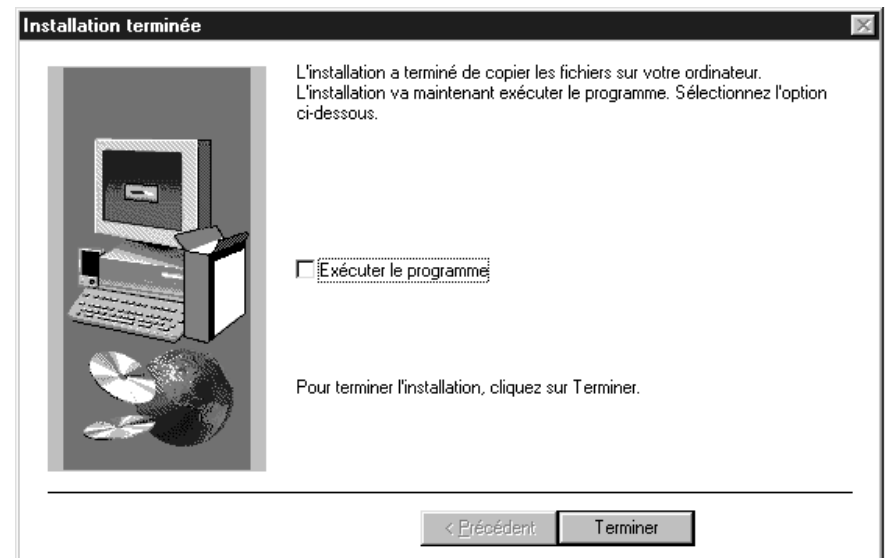 Installation terminée
L'installation a terminé de copier les fichiers sur votre ordinateur.
L'installation va maintenant exécuter le programme. Sélectionnez l'option
ci-dessous.
Exécuter le programme
Pour terminer l'installation, cliquez sur Terminer.
< Précédent
Terminer